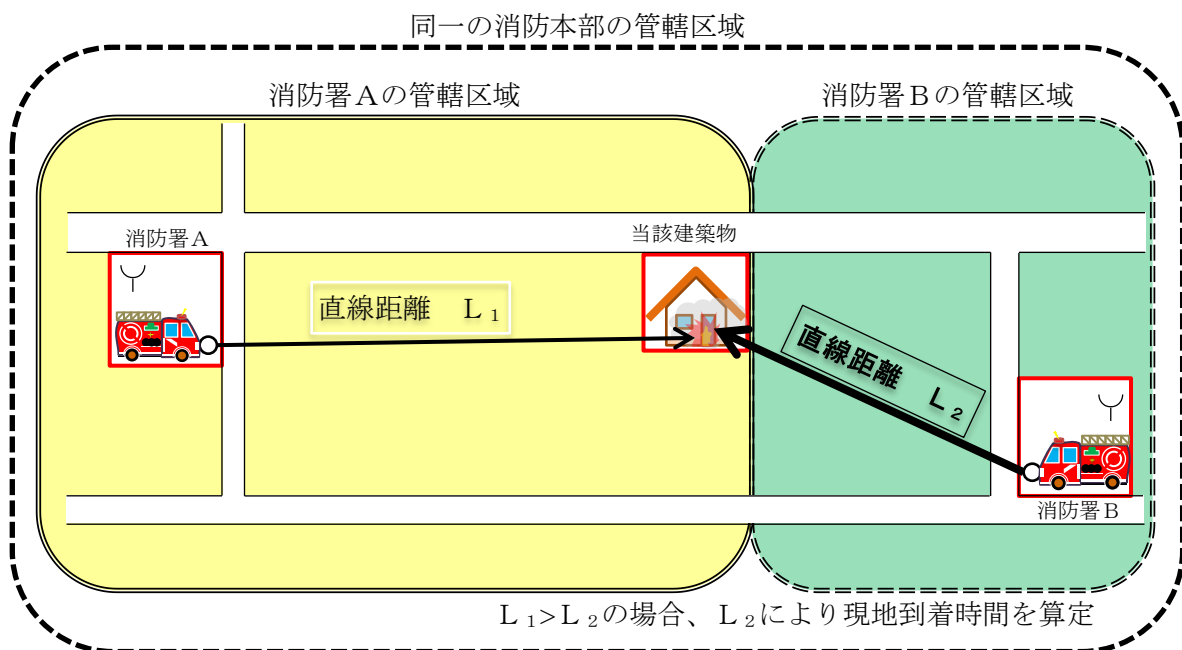 同一の消防本部の管轄区域
消防署Ａの管轄区域
消防署Ｂの管轄区域
消防署Ａ
当該建築物
直線距離　Ｌ₁
直線距離　Ｌ₂
消防署Ｂ
Ｌ₁>Ｌ₂の場合、Ｌ₂により現地到着時間を算定